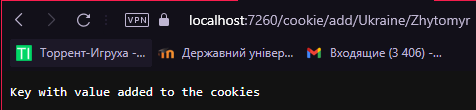 VPN localhost:7260/cookie/add/Ukraine/Zhytomyr
TI Торрент-Игруха -... Державний універ... Входящие (3 406) -...
Key with value added to the cookies